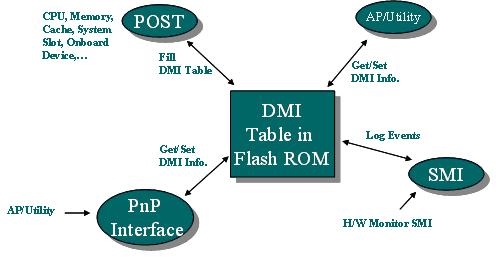 CPU, Memory,
Cache, System
Slot, Onboard
Device,...
POST
AP/Utility
Fill
DMI Table
Get/Set
DMI Info.
DMI
Table in
Flash ROM
Log Events
Get/Set
DMI Info.
SMI
AP/Utility
PnP
Interface
H/W Monitor SMI